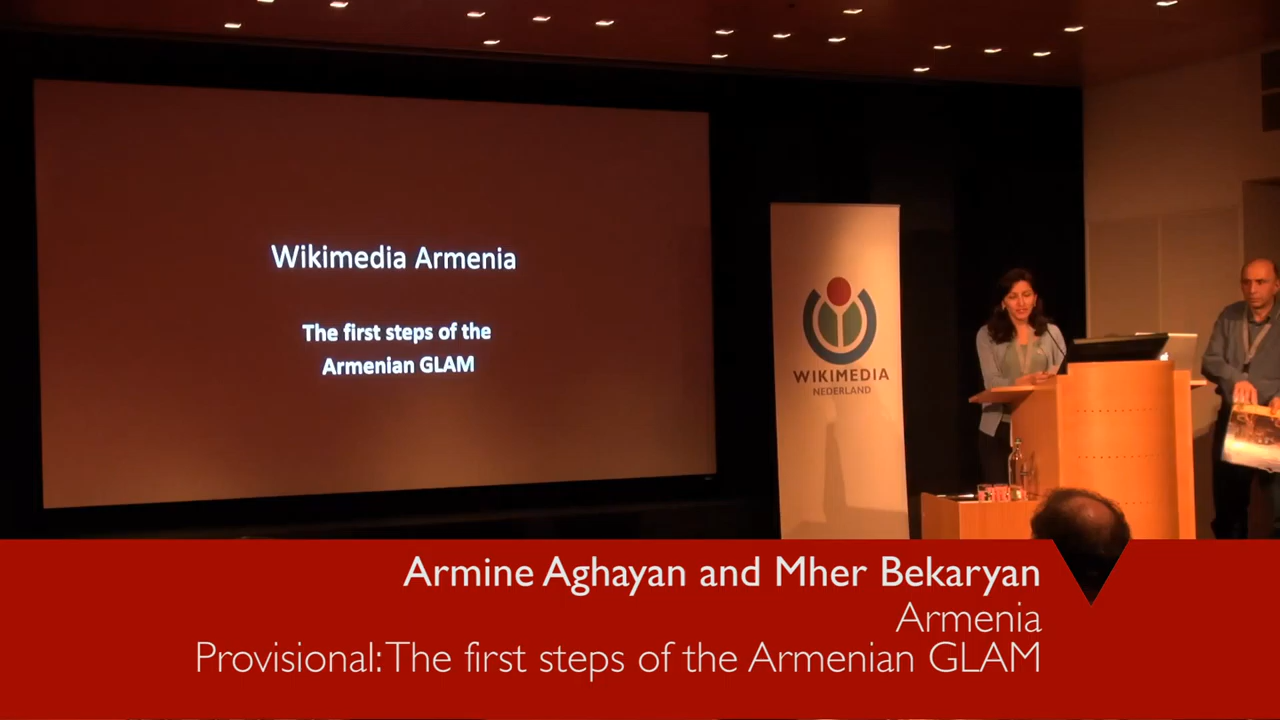 Wikimedia Armenia
The first steps of the
Armenian GLAM
WIKIMEDIA
NEDERLAND
Armine Aghayan and Mher Bekaryan
Armenia
Provisional: The first steps of the Armenian GLAM